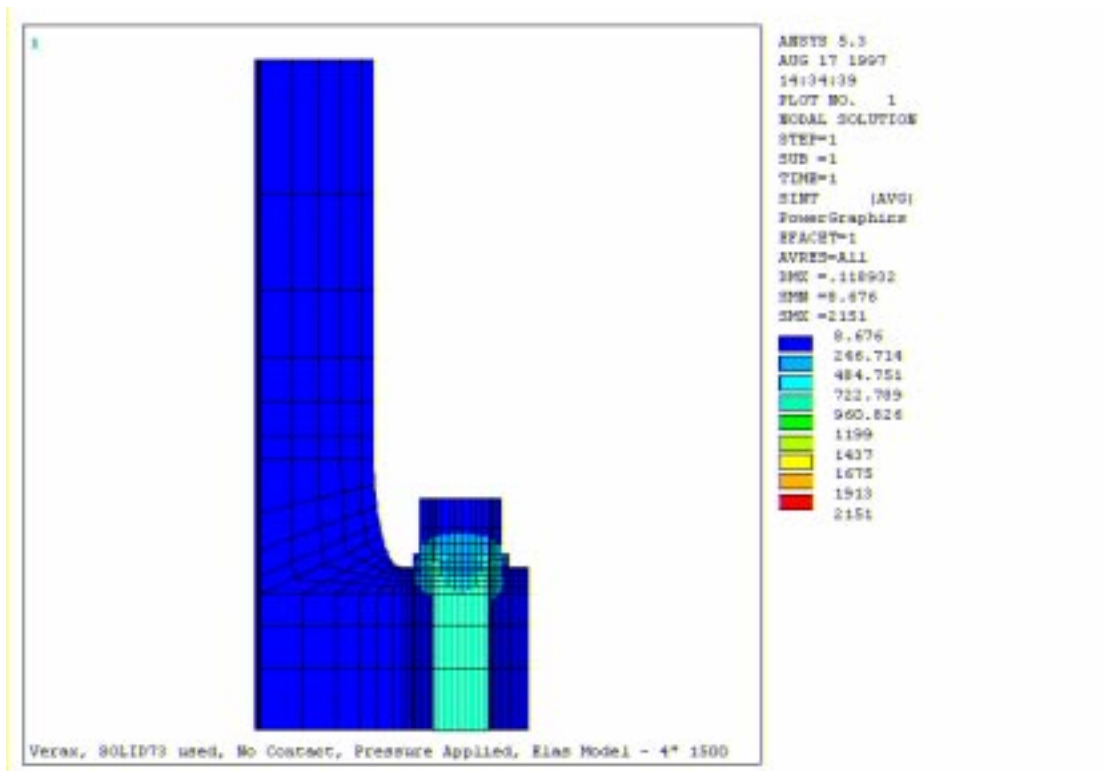 1
ANSYS 5.3
AUG 17 1997
14:34:39
PLOT NO. 1
NODAL SOLUTION
STEP=1
SUB =1
TIME=1
SINT (AVG)
PowerGraphics
EFACET=1
AVRES=All
DMX =.118902
SMN =8.676
SMX =2151
8.676
246.714
484.751
722.789
960.826
1199
1437
1675
1913
2151
Verax, SOLID73 used, No Contact, Pressure Applied, Elas Model - 4" 1500